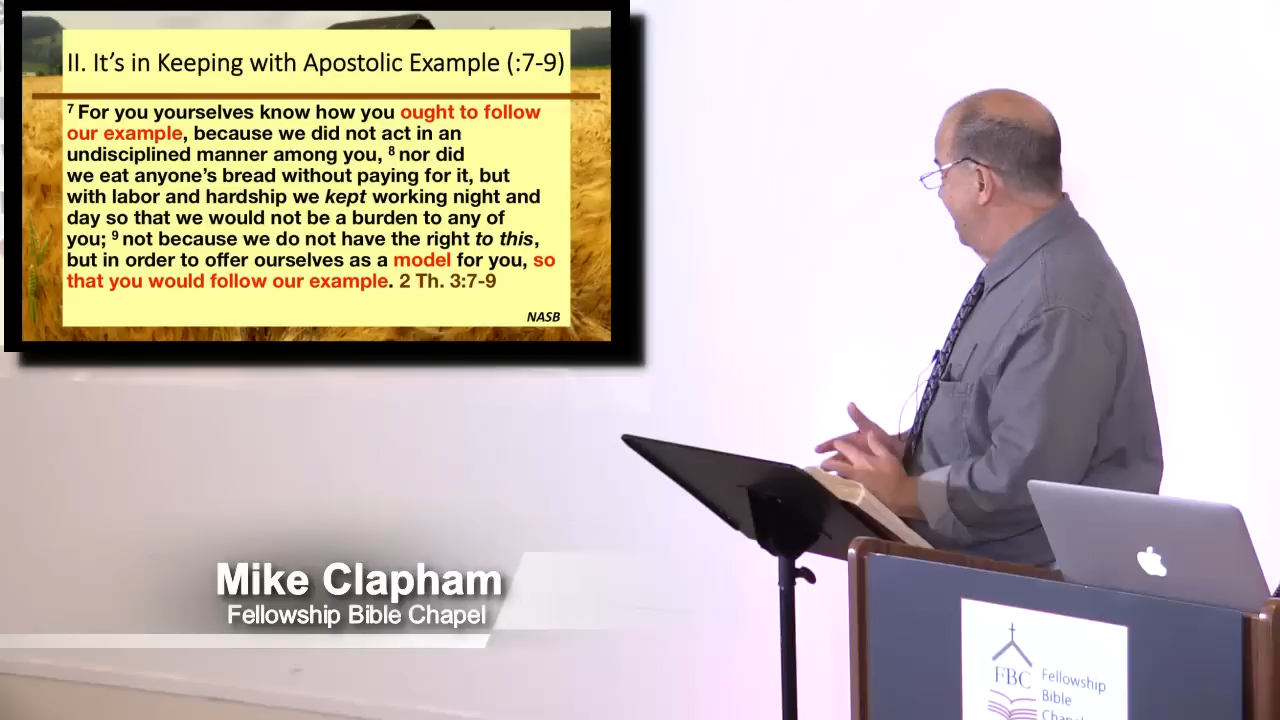 II. It's in Keeping with Apostolic Example (:7-9)
7 For you yourselves know how you ought to follow
our example, because we did not act in an
undisciplined manner among you, 8 nor did
we eat anyone's bread without paying for it, but
with labor and hardship we kept working night and
day so that we would not be a burden to any of
you; 9 not because we do not have the right to this,
but in order to offer ourselves as a model for you, so
that you would follow our example. 2 Th. 3:7-9
NASB
Mike Clapham
Fellowship Bible Chapel
FBC
Fellowship
Bible